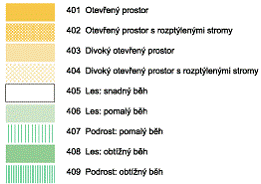 401 Otevřený prostor
402 Otevřený prostor s rozptýlenými stromy
403 Divoký otevřený prostor
404 Divoký otevřený prostor s rozptýlenými stromy
405 Les: snadný běh
406 Les: pomalý běh
407 Podrost: pomalý běh
408 Les: obtížný běh
409 Podrost: obtížný běh